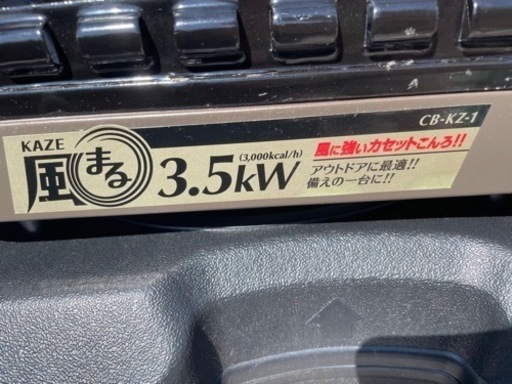 CB-KZ-1
KAZE
風まる
3.5kW
(3,000kcal/h)
風に強いカセットこんろ!!
アウトドアに最適!!
備えの一台に!!